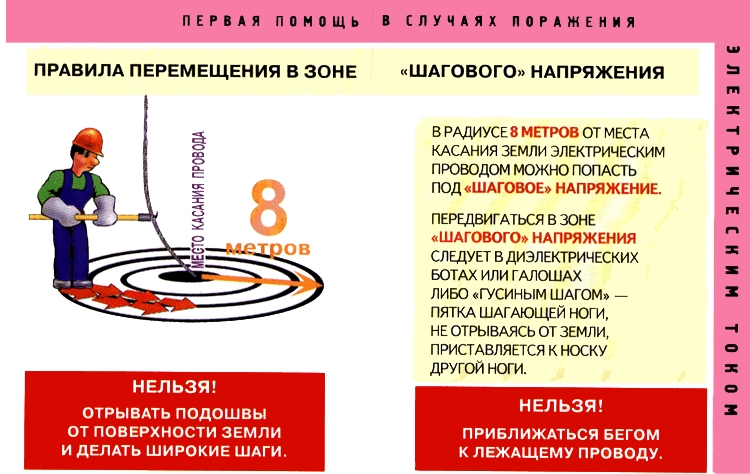 ПЕРВАЯ ПОМОЩЬ В СЛУЧАЯХ ПОРАЖЕНИЯ
ЭЛЕКТРИЧЕСКИМ ТОКОМ
ПРАВИЛА ПЕРЕМЕЩЕНИЯ В ЗОНЕ «ШАГОВОГО» НАПРЯЖЕНИЯ
МЕСТО КАСАНИЯ ПРОВОДА
8
метров
НЕЛЬЗЯ!
ОТРЫВАТЬ ПОДОШВЫ
ОТ ПОВЕРХНОСТИ ЗЕМЛИ
И ДЕЛАТЬ ШИРОКИЕ ШАГИ.
В РАДИУСЕ 8 МЕТРОВ ОТ МЕСТА
КАСАНИЯ ЗЕМЛИ ЭЛЕКТРИЧЕСКИМ
ПРОВОДОМ МОЖНО ПОПАСТЬ
ПОД «ШАГОВОЕ» НАПРЯЖЕНИЕ.
ПЕРЕДВИГАТЬСЯ В ЗОНЕ
«ШАГОВОГО» НАПРЯЖЕНИЯ
СЛЕДУЕТ В ДИЭЛЕКТРИЧЕСКИХ
БОТАХ ИЛИ ГАЛОШАХ
ЛИБО «ГУСИНЫМ ШАГОМ» —
ПЯТКА ШАГАЮЩЕЙ НОГИ,
НЕ ОТРЫВАЯСЬ ОТ ЗЕМЛИ,
ПРИСТАВЛЯЕТСЯ К НОСКУ
ДРУГОЙ НОГИ.
НЕЛЬЗЯ!
ПРИБЛИЖАТЬСЯ БЕГОМ
К ЛЕЖАЩЕМУ ПРОВОДУ.